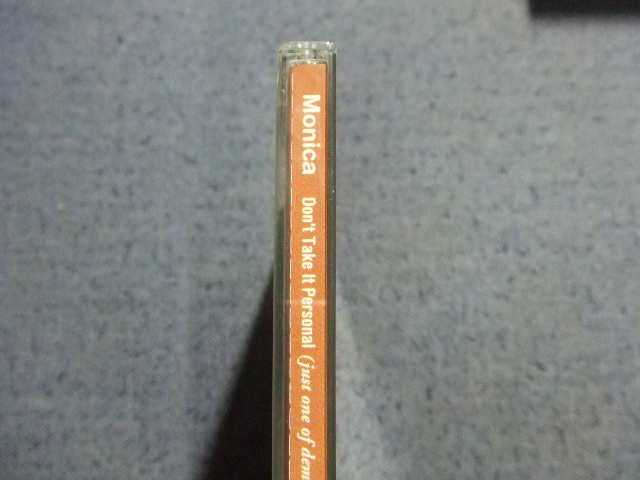 Monica Don't Take It Personal (just one of dem